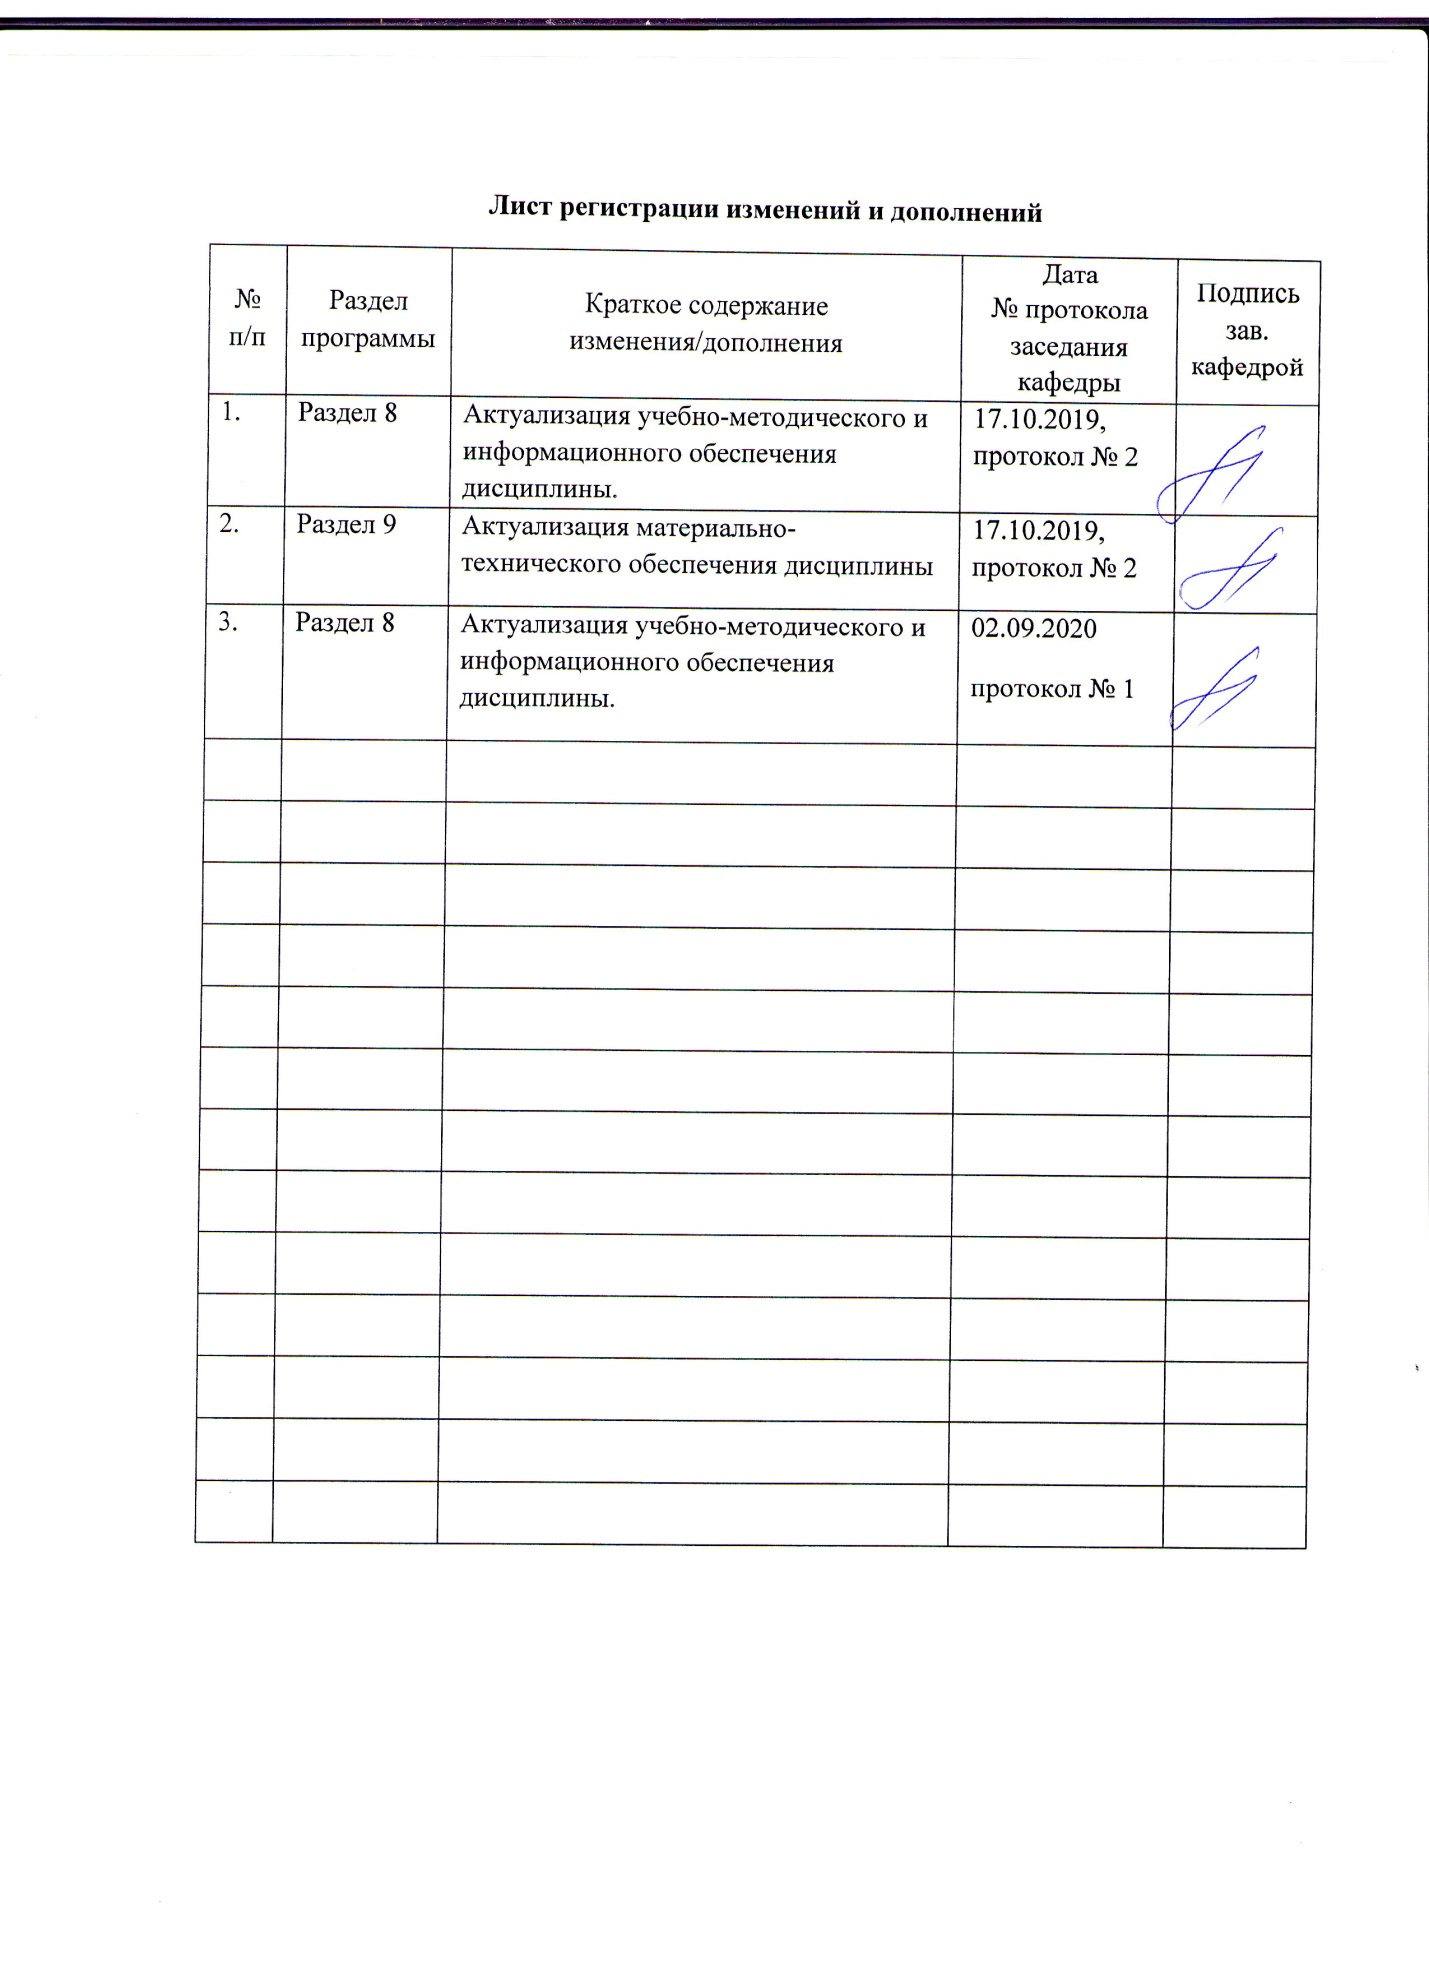 Лист регистрации изменений и дополнений
№
п/п
Раздел
программы
Краткое содержание
изменения/дополнения
Дата
№ протокола
заседания
кафедры
Подпись
зав.
кафедрой
1.
Раздел 8
Актуализация учебно-методического и
информационного обеспечения
дисциплины.
17.10.2019,
протокол № 2
2.
Раздел 9
Актуализация материально-
технического обеспечения дисциплины
17.10.2019,
протокол № 2
3.
Раздел 8
Актуализация учебно-методического и
информационного обеспечения
дисциплины.
02.09.2020
протокол № 1